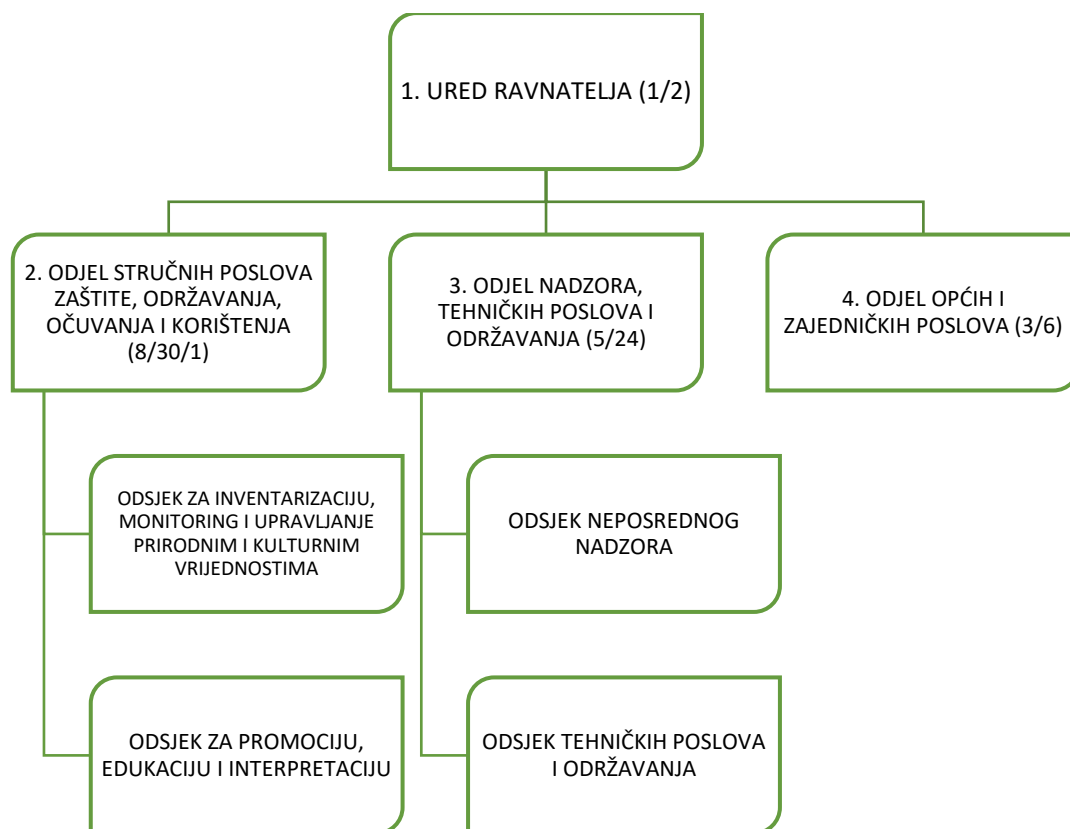 1. URED RAVNATELJA (1/2)
2. ODJEL STRUČNIH POSLOVA
ZAŠTITE, ODRŽAVANJA,
OČUVANJA I KORIŠTENJA
(8/30/1)
3. ODJEL NADZORA,
TEHNIČKIH POSLOVA I
ODRŽAVANJA (5/24)
4. ODJEL OPĆIH I
ZAJEDNIČKIH POSLOVA (3/6)
ODSJEK ZA INVENTARIZACIJU,
MONITORING I UPRAVLJANJE
PRIRODNIM I KULTURNIM
VRIJEDNOSTIMA
ODSJEK NEPOSREDNOG
NADZORA
ODSJEK ZA PROMOCIJU,
EDUKACIJU I INTERPRETACIJU
ODSJEK TEHNIČKIH POSLOVA
I ODRŽAVANJA